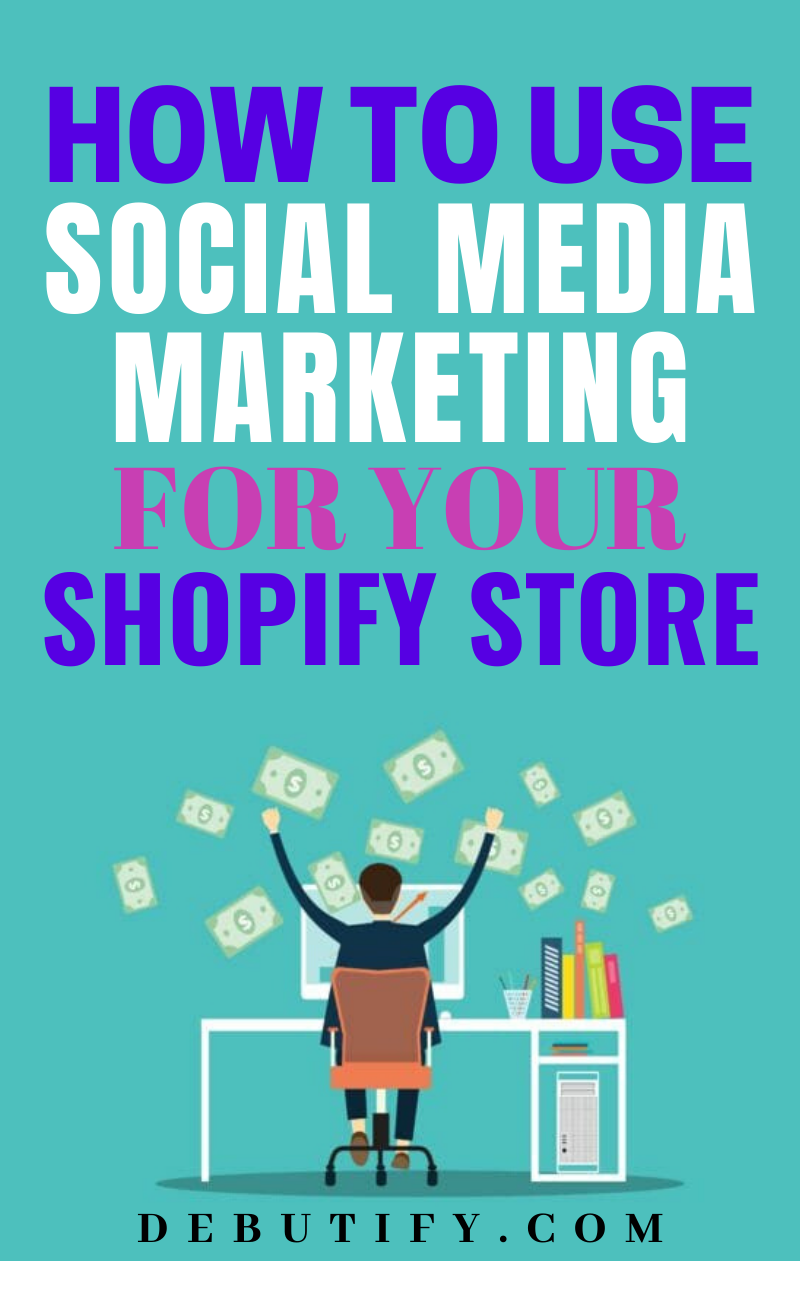 HOW TO USE
SOCIAL MEDIA
MARKETING
FOR YOUR
SHOPIFY STORE
DEBUTIFY.COM